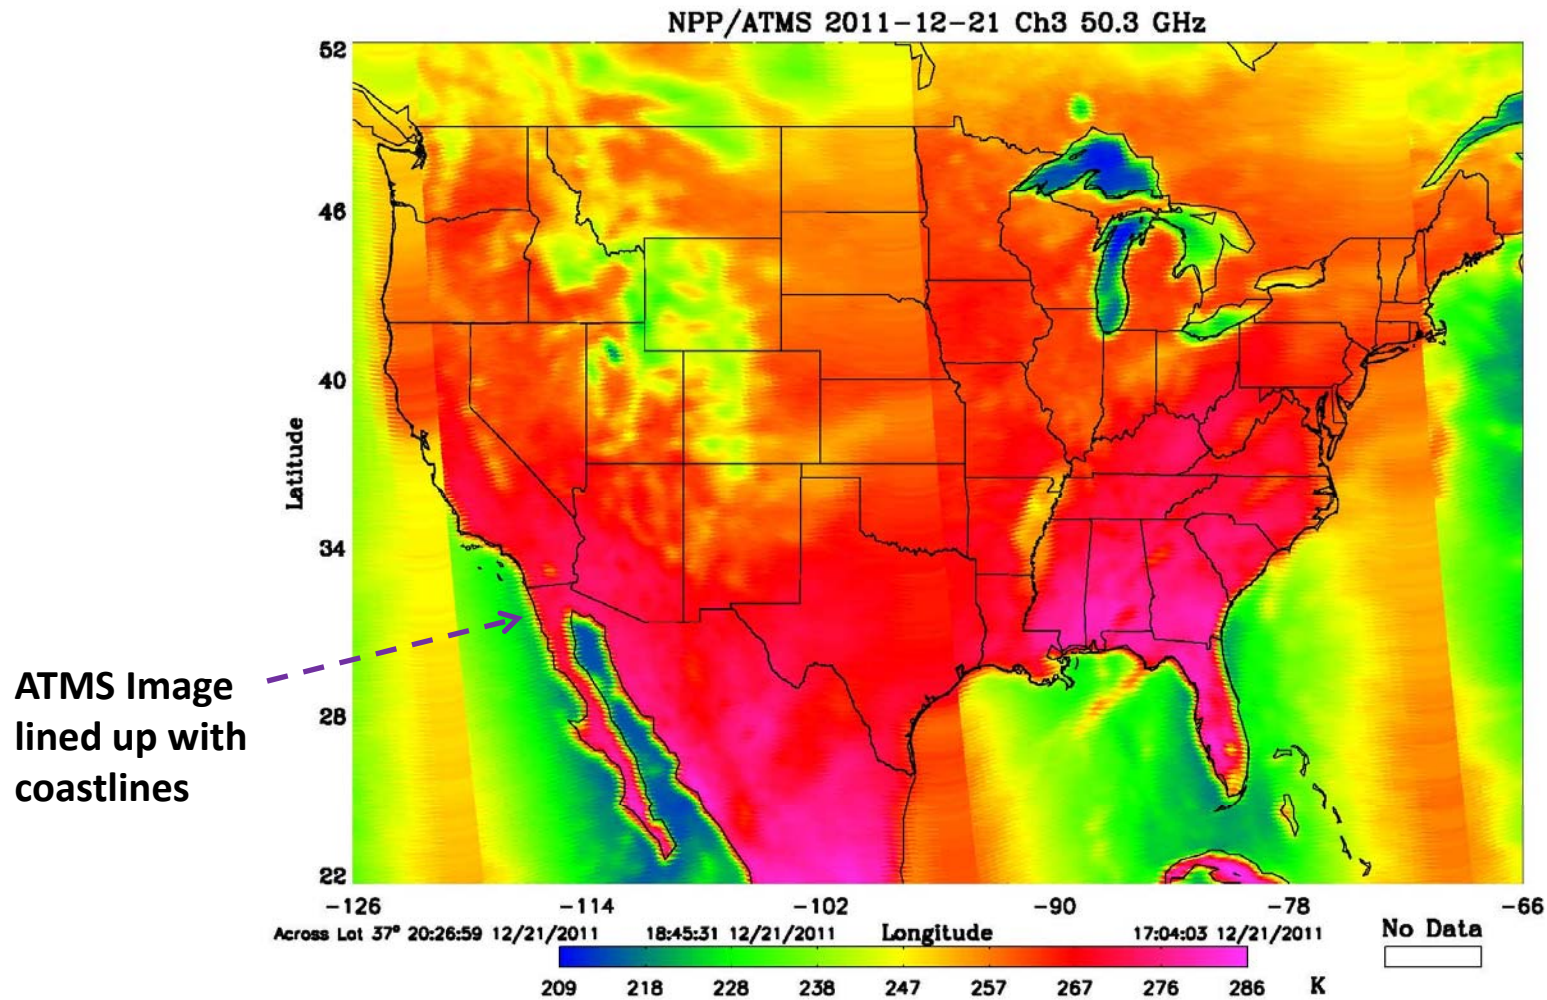 NPP/ATMS 2011-12-21 Ch3 50.3 GHz
52
46
40
34
28
22
Latitude
ATMS Image
lined up with
coastlines
-126 -114 -102 -90 -78 -66
Across Lat 37° 20:26:59 12/21/2011 18:45:31 12/21/2011 Longitude 17:04:03 12/21/2011 No Data
209 218 228 238 247 257 267 276 286 K